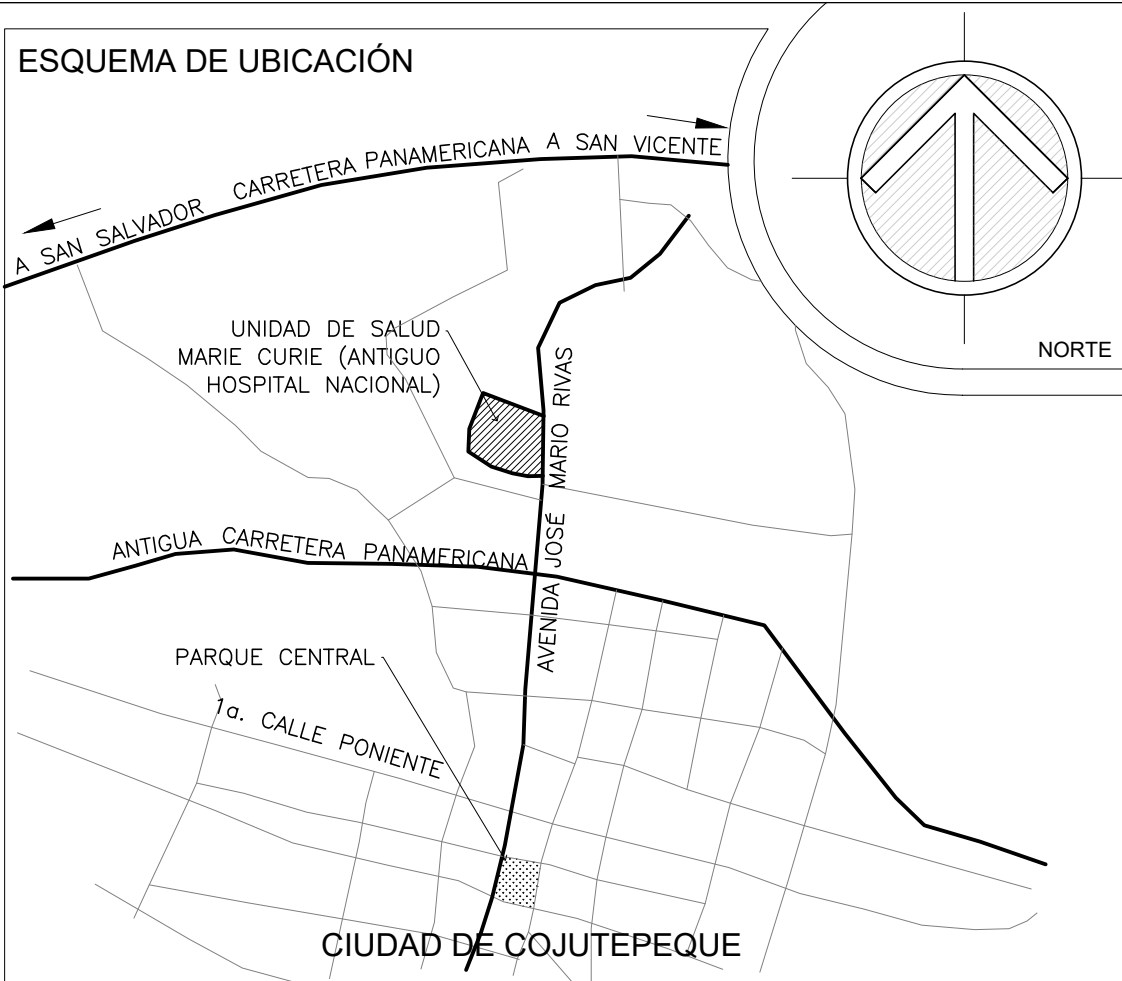 ESQUEMA DE UBICACIÓN
A SAN SALVADOR CARRETERA PANAMERICANA A SAN VICENTE
NORTE
UNIDAD DE SALUD
MARIE CURIE (ANTIGUO
HOSPITAL NACIONAL)
AVENIDA JOSÉ MARIO RIVAS
ANTIGUA CARRETERA PANAMERICANA
PARQUE CENTRAL
1a. CALLE PONIENTE
CIUDAD DE COJUTEPEQUE